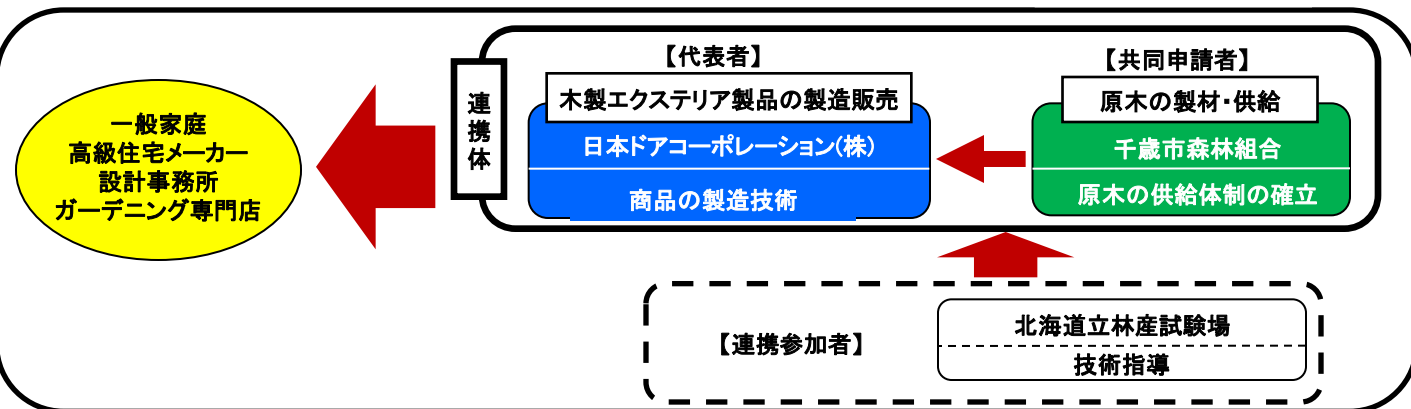 一般家庭
高級住宅メーカー
設計事務所
ガーデニング専門店
連携体
【代表者】
木製エクステリア製品の製造販売
日本ドアコーポレーション(株)
商品の製造技術
【共同申請者】
原木の製材・供給
千歳市森林組合
原木の供給体制の確立
【連携参加者】
北海道立林産試験場
技術指導